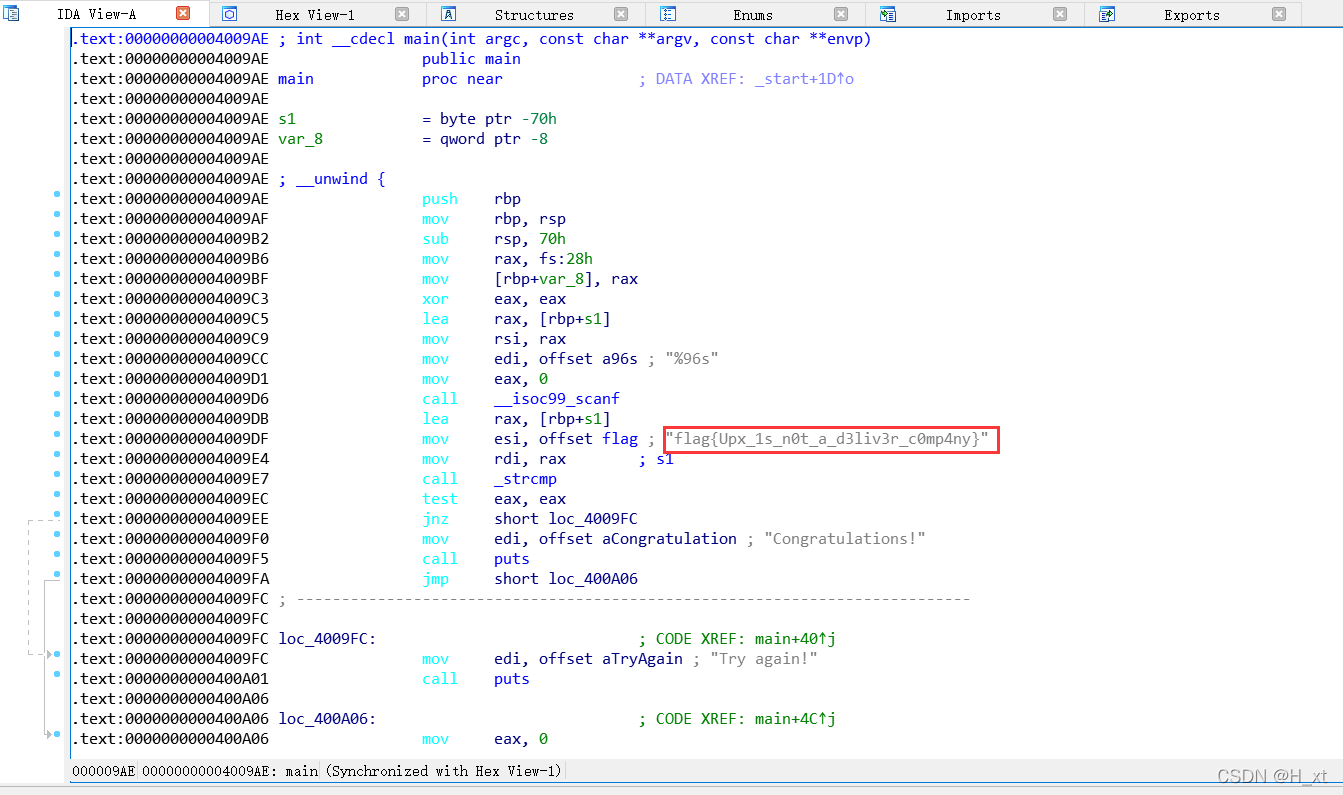 IDA View-A Hex View-1 Structures Enums Imports Exports
.text:00000000004009AE ; int __cdecl main(int argc, const char **argv, const char **envp)
.text:00000000004009AE public main
.text:00000000004009AE main proc near ; DATA XREF: _start+1D↑o
.text:00000000004009AE
.text:00000000004009AE s1 = byte ptr -70h
.text:00000000004009AE var_8 = qword ptr -8
.text:00000000004009AE
.text:00000000004009AE ; __unwind {
.text:00000000004009AE push rbp
.text:00000000004009AF mov rbp, rsp
.text:00000000004009B2 sub rsp, 70h
.text:00000000004009B6 mov rax, fs:28h
.text:00000000004009BF mov [rbp+var_8], rax
.text:00000000004009C3 xor eax, eax
.text:00000000004009C5 lea rax, [rbp+s1]
.text:00000000004009C9 mov rsi, rax
.text:00000000004009CC mov edi, offset a96s ; "%96s"
.text:00000000004009D1 mov eax, 0
.text:00000000004009D6 call __isoc99_scanf
.text:00000000004009DB lea rax, [rbp+s1]
.text:00000000004009DF mov esi, offset flag ; "flag{Upx_1s_n0t_a_d3liv3r_c0mp4ny}"
.text:00000000004009E4 mov rdi, rax ; s1
.text:00000000004009E7 call _strcmp
.text:00000000004009EC test eax, eax
.text:00000000004009EE jnz short loc_4009FC
.text:00000000004009F0 mov edi, offset aCongratulation ; "Congratulations!"
.text:00000000004009F5 call puts
.text:00000000004009FA jmp short loc_400A06
.text:00000000004009FC ; ---------------------------------------------------------------------------
.text:00000000004009FC
.text:00000000004009FC loc_4009FC: ; CODE XREF: main+40↑j
.text:00000000004009FC mov edi, offset aTryAgain ; "Try again!"
.text:0000000000400A01 call puts
.text:0000000000400A06
.text:0000000000400A06 loc_400A06: ; CODE XREF: main+4C↑j
.text:0000000000400A06 mov eax, 0
000009AE 00000000004009AE: main (Synchronized with Hex View-1)
CSDN @H_xt